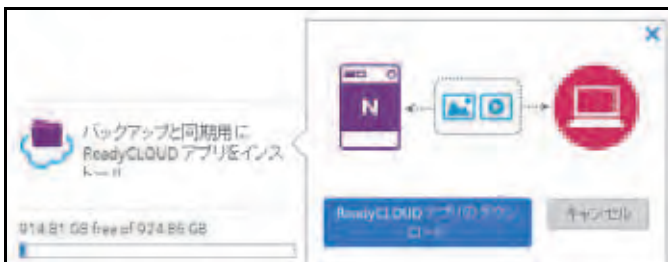 バックアップと同期用に
ReadyCLOUD アプリをインス
トール
914.81 GB free of 924.86 GB
N
ReadyCLOUD アプリのダウン
ロード
キャンセル